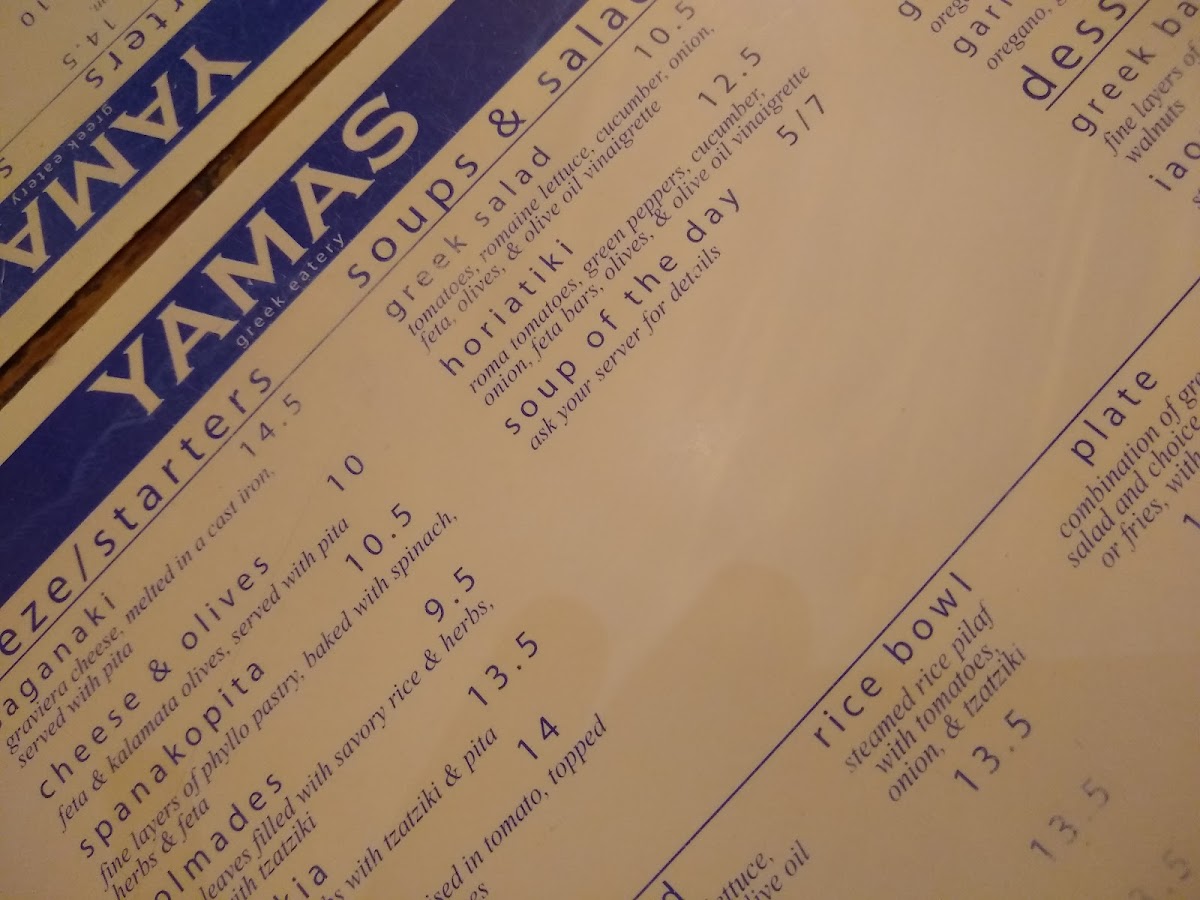 YAMAS
greek eatery
eze/starters
saganaki 14.5
graviera cheese, melted in a cast iron,
served with pita
cheese & olives 10
feta & kalamata olives, served with pita
spanakopita 10.5
fine layers of phyllo pastry, baked with spinach,
herbs & feta
olmades 9.5
leaves filled with savory rice & herbs,
with tzatziki
kia 13.5
with tzatziki & pita
14
ised in tomato, topped
soups & salad
greek salad 10.5
tomatoes, romaine lettuce, cucumber, onion,
feta, olives, & olive oil vinaigrette
horiatiki 12.5
roma tomatoes, green peppers, cucumber,
onion, feta bars, olives, & olive oil vinaigrette
soup of the day 5/7
ask your server for details
oregano,
dess
greek ba
fine layers of
walnuts
plate
combination of gre
salad and choice
or fries, with
rice bowl
steamed rice pilaf
with tomatoes,
onion, & tzatziki
13.5
13.5
lettuce,
olive oil
rters
14.5
10
YAMA
greek eatery